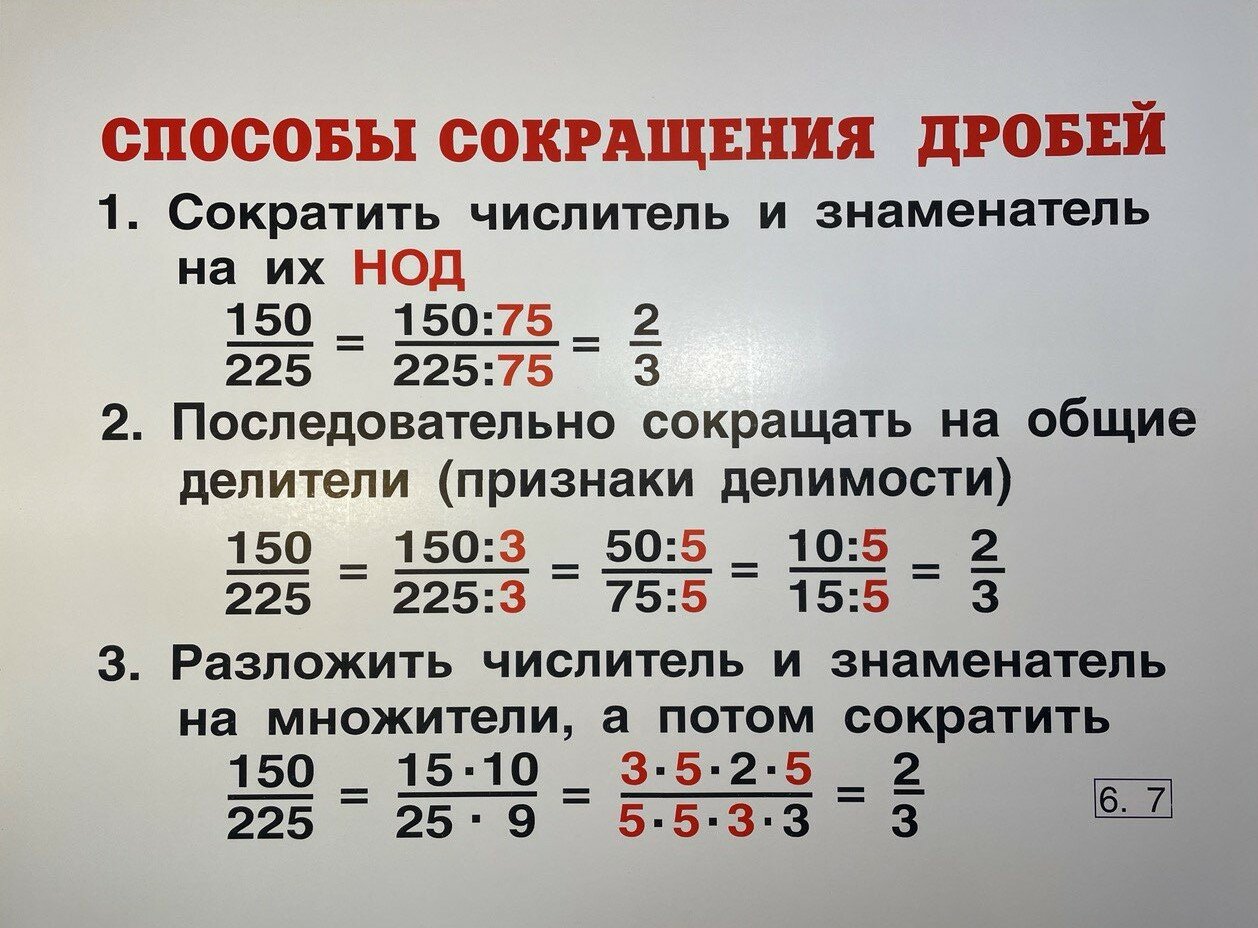 СПОСОБЫ СОКРАЩЕНИЯ ДРОБЕЙ
1. Сократить числитель и знаменатель
на их НОД
150/225 = 150:75/225:75 = 2/3
2. Последовательно сокращать на общие
делители (признаки делимости)
150/225 = 150:3/225:3 = 50:5/75:5 = 10:5/15:5 = 2/3
3. Разложить числитель и знаменатель
на множители, а потом сократить
150/225 = 15·10/25·9 = 3·5·2·5/5·5·3·3 = 2/3
6. 7